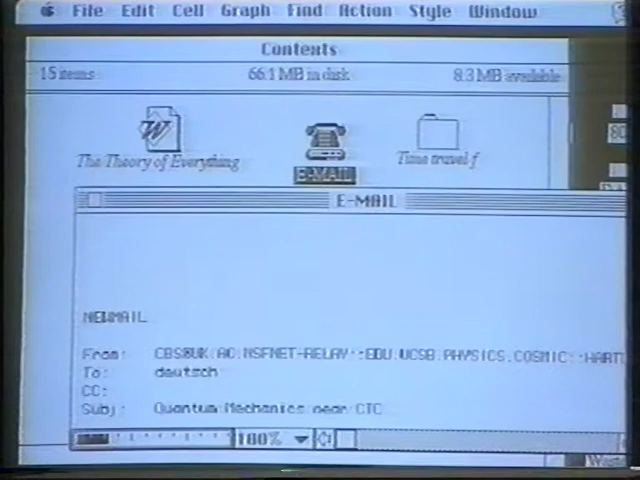 File Edit Cell Graph Find Action Style Window
Contents
15 items 66.1 MB in disk 8.3 MB available
The Theory of Everything
E-MAIL
Time travel f
80
E-MAIL
NEWMAIL
From: CBS%UK.AC.NSFNET-RELAY::EDU.UCSB.PHYSICS.COSMIC::HARTL
To: deutsch
CC:
Subj: Quantum Mechanics near CTC
100%